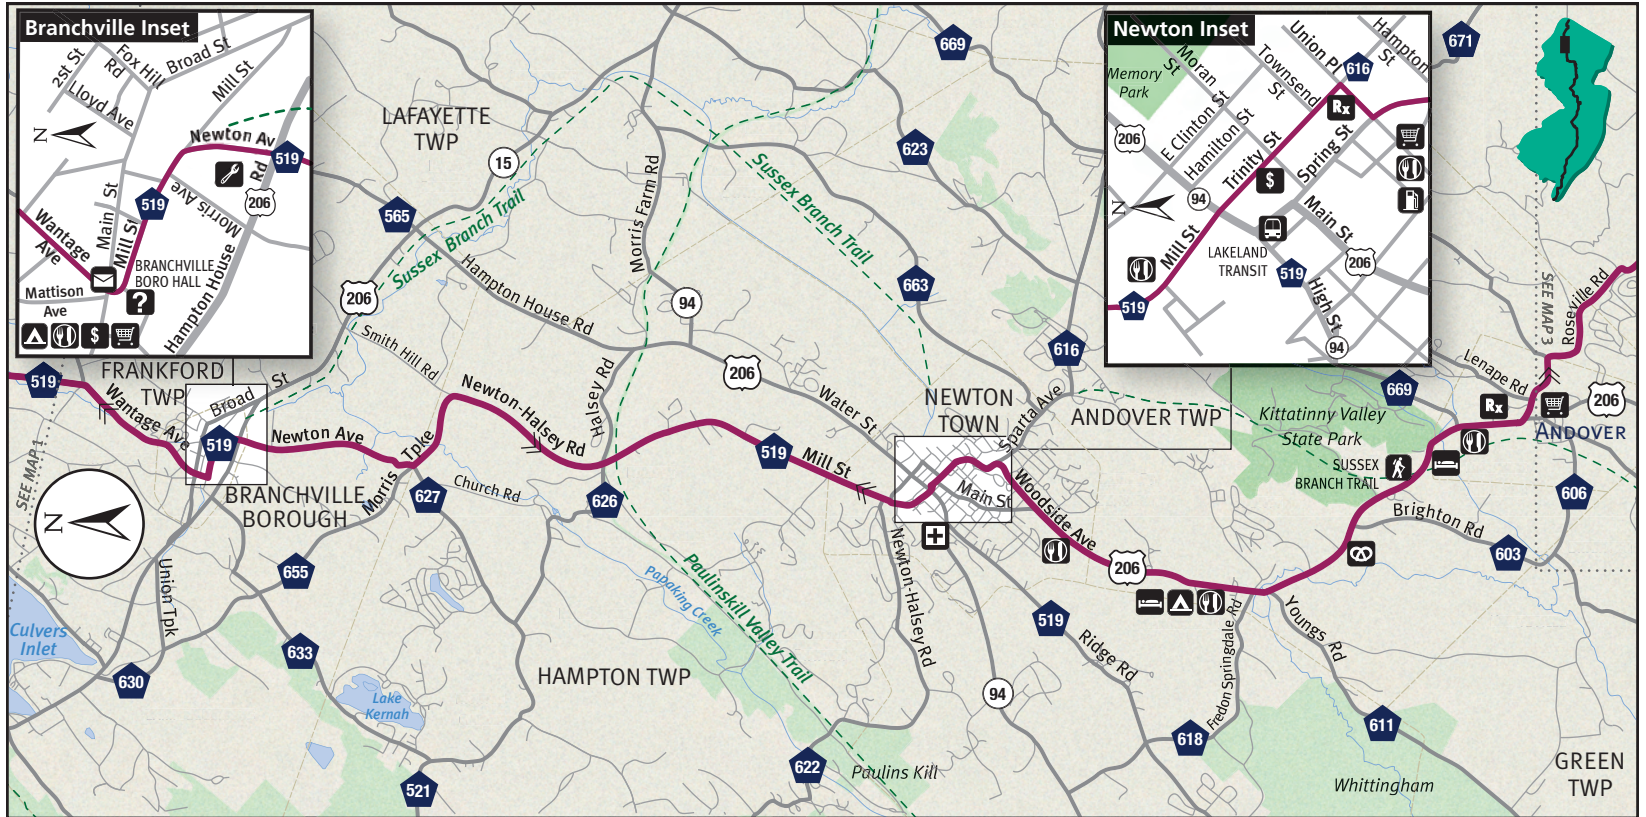 Branchville Inset
2st St
Fox Hill
Rd
Broad St
Lloyd Ave
Mill St
N
Newton Av
519
Rd
206
Main St
519
Morris Ave
Wantage
Ave
Mill St
BRANCHVILLE
BORO HALL
Mattison
Ave
?
$
Hampton House
Newton Inset
Union Pl
Hampton
St
Moran
St
Townsend
St
616
Memory
Park
Rx
206
E Clinton St
Hamilton St
Trinity St
Spring St
$
94
N
Main St
Mill St
LAKELAND
TRANSIT
206
519
High St
519
94
669
671
LAFAYETTE
TWP
15
623
565
Sussex Branch Trail
Morris Farm Rd
Sussex Branch Trail
206
Hampton House Rd
94
663
SEE MAP 3
Roseville Rd
Smith Hill Rd
616
Lenape Rd
FRANKFORD
TWP
519
206
669
206
Wantage Ave
Broad St
Newton-Halsey Rd
Halsey Rd
Water St
NEWTON
TOWN
Sparta Ave
ANDOVER TWP
Kittatinny Valley
State Park
Rx
ANDOVER
519
Newton Ave
Morris Tpke
519
Mill St
SUSSEX
BRANCH TRAIL
SEE MAP 1
Church Rd
Main St
Woodside Ave
N
BRANCHVILLE
BOROUGH
627
626
606
Brighton Rd
603
Union Tpk
655
Newton-Halsey Rd
206
Paulinskill Valley Trail
Papaking Creek
Culvers
Inlet
633
519
Ridge Rd
Fredon Springdale Rd
Youngs Rd
630
HAMPTON TWP
Lake
Kernah
94
618
611
622
Paulins Kill
521
Whittingham
GREEN
TWP